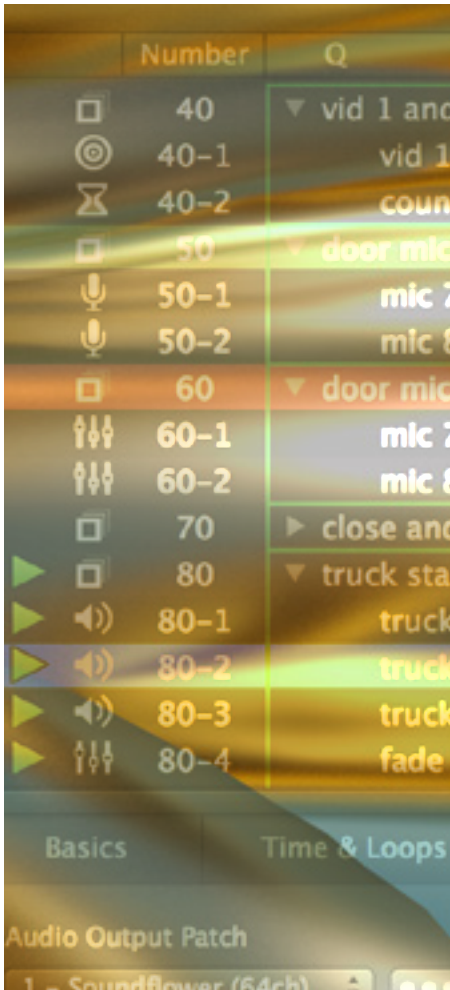 Number Q
40 vid 1 and
40-1 vid 1
40-2 coun
50 door mic
50-1 mic 7
50-2 mic 8
60 door mic
60-1 mic 7
60-2 mic 8
70 close and
80 truck sta
80-1 truck
80-2 truck
80-3 truck
80-4 fade
Basics Time & Loops
Audio Output Patch
1 - Soundflower (64ch)